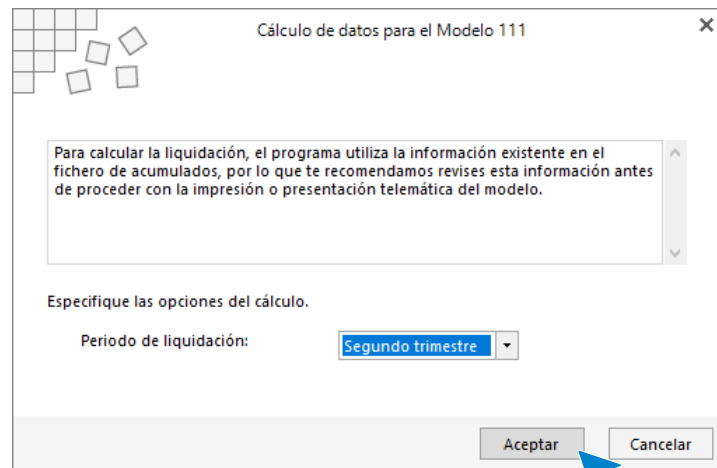 Cálculo de datos para el Modelo 111
Para calcular la liquidación, el programa utiliza la información existente en el
fichero de acumulados, por lo que te recomendamos revises esta información antes
de proceder con la impresión o presentación telemática del modelo.
Especifique las opciones del cálculo.
Periodo de liquidación: Segundo trimestre
Aceptar Cancelar